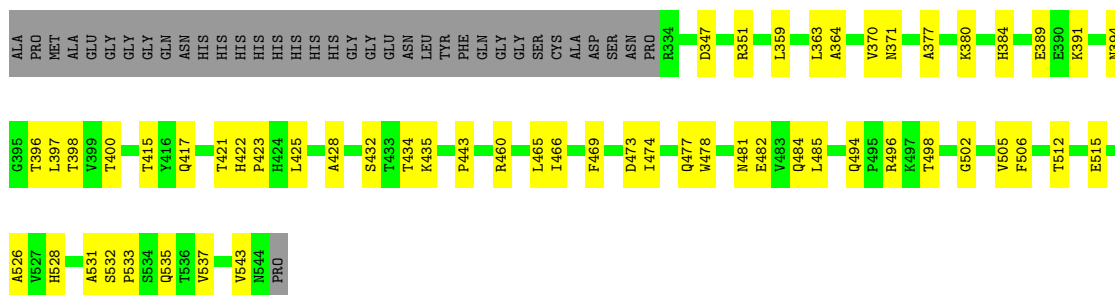 ALA PRO MET ALA GLU GLY GLY GLY GLY GLN ASN HIS HIS HIS HIS HIS HIS HIS HIS GLY GLY GLU ASN LEU TYR PHE GLN GLY GLY SER CYS ALA ASP SER ASN PRO R334 D347 R351 L359 L363 A364 V370 N371 A377 K380 H384 E389 E390 K391 N394
G395 T396 L397 T398 V399 T400 T415 Y416 Q417 T421 H422 P423 H424 L425 A428 S432 T433 T434 K435 P443 R460 L465 I466 F469 D473 I474 Q477 W478 N481 E482 V483 Q484 L485 Q494 P495 R496 K497 T498 G502 V505 F506 T512 E515
A526 V527 H528 A531 S532 P533 S534 Q535 T536 V537 V543 N544 PRO